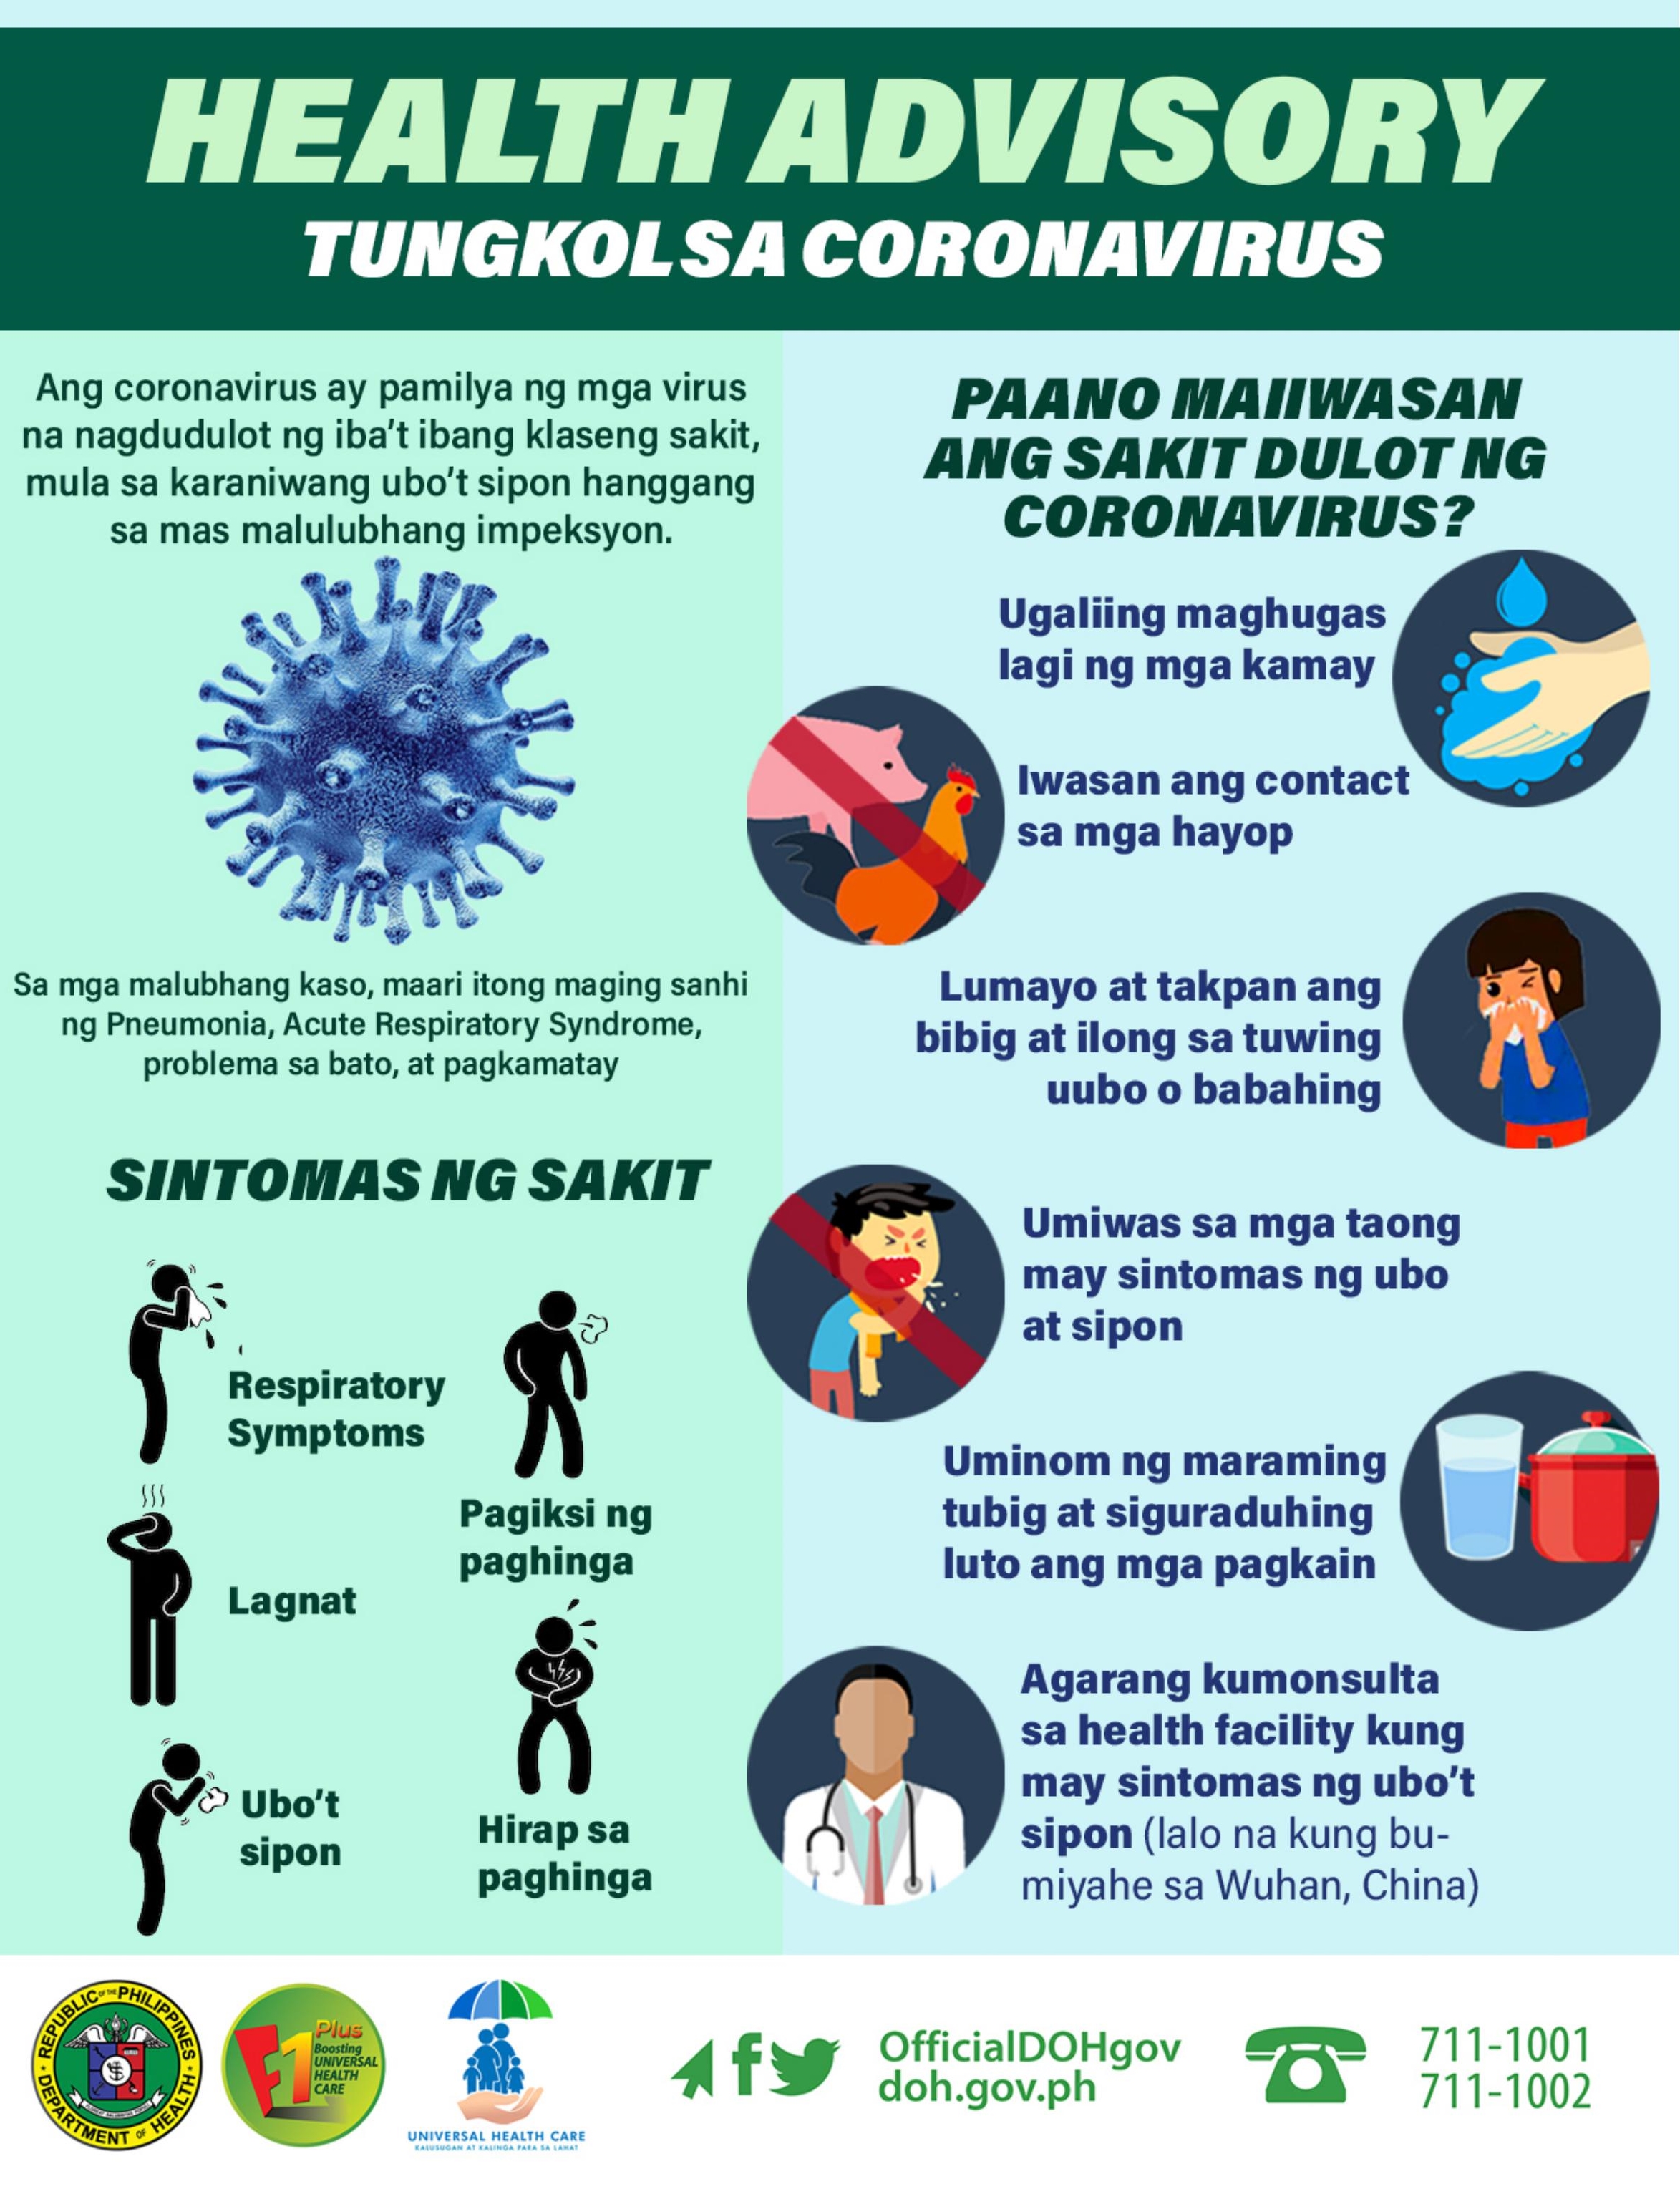 HEALTH ADVISORY
TUNGKOL SA CORONAVIRUS
Ang coronavirus ay pamilya ng mga virus
na nagdudulot ng iba't ibang klaseng sakit,
mula sa karaniwang ubo't sipon hanggang
sa mas malulubhang impeksyon.
Sa mga malubhang kaso, maari itong maging sanhi
ng Pneumonia, Acute Respiratory Syndrome,
problema sa bato, at pagkamatay
SINTOMAS NG SAKIT
Respiratory
Symptoms
Pagiksi ng
paghinga
Lagnat
Ubo't
sipon
Hirap sa
paghinga
PAANO MAIIWASAN
ANG SAKIT DULOT NG
CORONAVIRUS?
Ugaliing maghugas
lagi ng mga kamay
Iwasan ang contact
sa mga hayop
Lumayo at takpan ang
bibig at ilong sa tuwing
uubo o babahing
Umiwas sa mga taong
may sintomas ng ubo
at sipon
Uminom ng maraming
tubig at siguraduhing
luto ang mga pagkain
Agarang kumonsulta
sa health facility kung
may sintomas ng ubo't
sipon (lalo na kung bu-
miyahe sa Wuhan, China)
REPUBLIC OF THE PHILIPPINES
DEPARTMENT OF HEALTH
F1 Plus
Boosting
UNIVERSAL
HEALTH
CARE
UNIVERSAL HEALTH CARE
KALUSUGAN AT KALINGA PARA SA LAHAT
OfficialDOHgov
doh.gov.ph
711-1001
711-1002